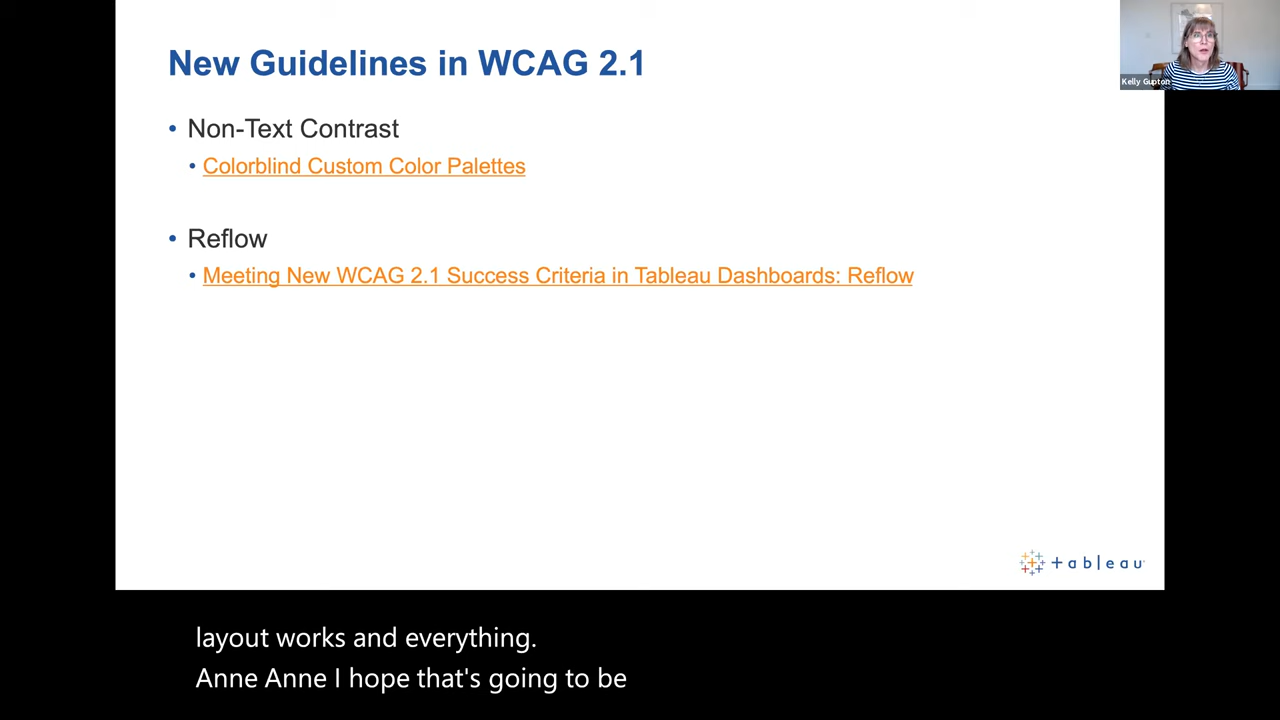 New Guidelines in WCAG 2.1
Kelly Gupton
• Non-Text Contrast
• Colorblind Custom Color Palettes
• Reflow
• Meeting New WCAG 2.1 Success Criteria in Tableau Dashboards: Reflow
+ableau
layout works and everything.
Anne Anne I hope that's going to be